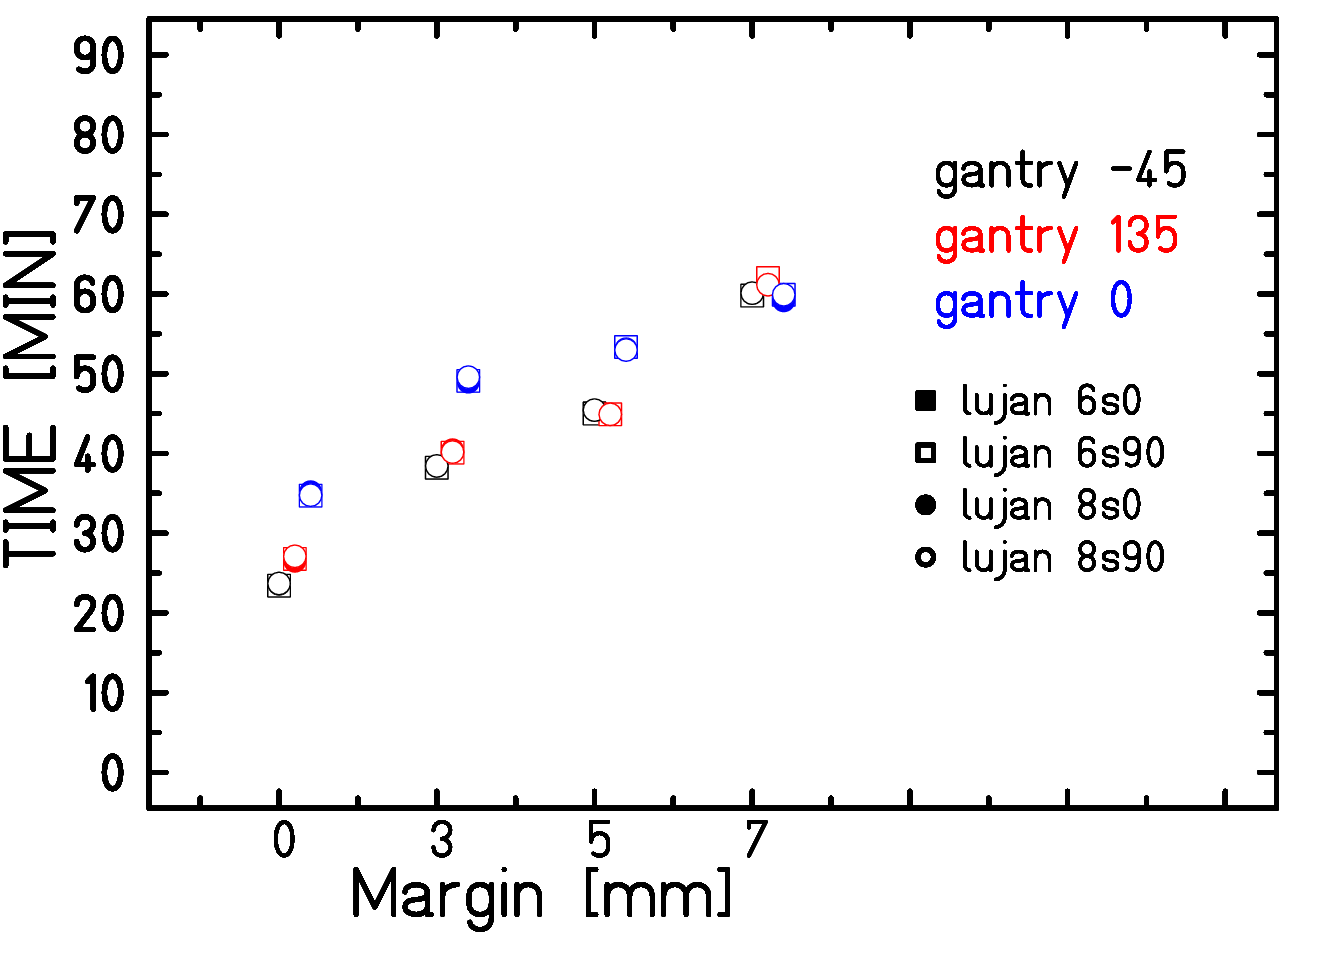 90
80
70
60
50
40
30
20
10
0
TIME [MIN]
gantry -45
gantry 135
gantry 0
lujan 6s0
lujan 6s90
lujan 8s0
lujan 8s90
0 3 5 7
Margin [mm]